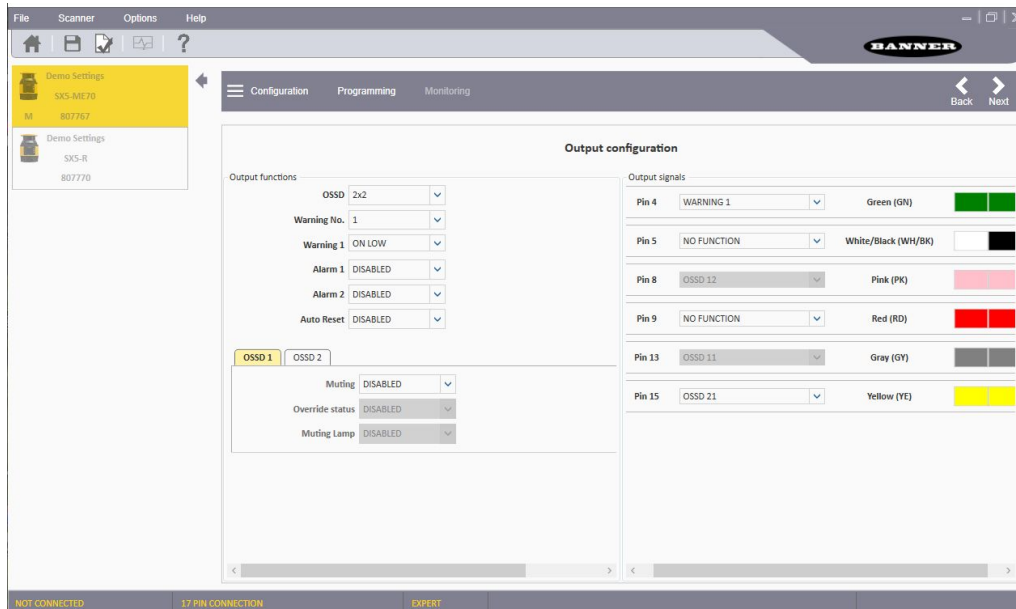 File Scanner Options Help
?
BANNER
Demo Settings
SX5-ME70
M 807767
Demo Settings
SX5-R
807770
Configuration Programming Monitoring
Back Next
Output configuration
Output functions
OSSD 2x2
Warning No. 1
Warning 1 ON LOW
Alarm 1 DISABLED
Alarm 2 DISABLED
Auto Reset DISABLED
OSSD 1 OSSD 2
Muting DISABLED
Override status DISABLED
Muting Lamp DISABLED
Output signals
Pin 4 WARNING 1 Green (GN)
Pin 5 NO FUNCTION White/Black (WH/BK)
Pin 8 OSSD 12 Pink (PK)
Pin 9 NO FUNCTION Red (RD)
Pin 13 OSSD 11 Gray (GY)
Pin 15 OSSD 21 Yellow (YE)
NOT CONNECTED 17 PIN CONNECTION EXPERT